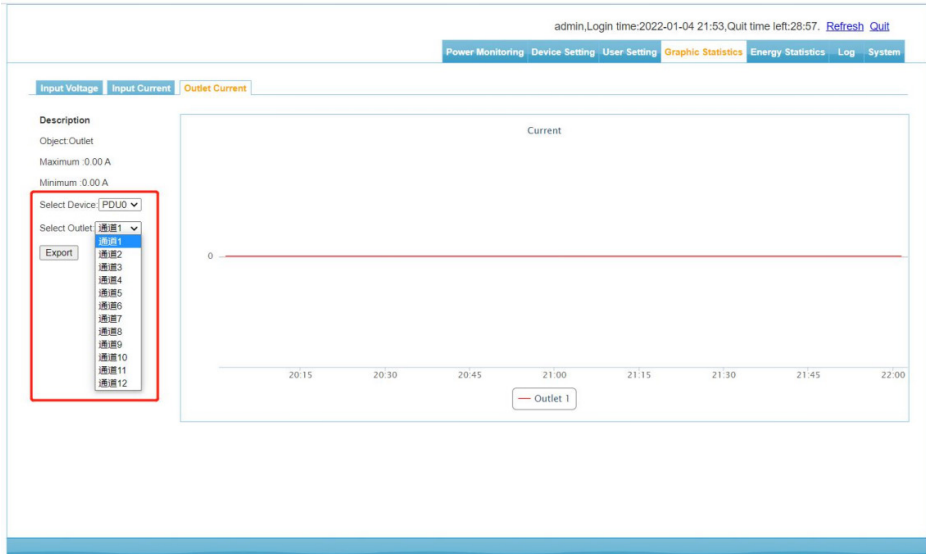 admin,Login time:2022-01-04 21:53,Quit time left:28:57. Refresh Quit
Power Monitoring Device Setting User Setting Graphic Statistics Energy Statistics Log System
Input Voltage Input Current Outlet Current
Description
Object:Outlet
Maximum :0.00 A
Minimum :0.00 A
Select Device: PDU0
Select Outlet: 通道1
通道1
通道2
通道3
通道4
通道5
通道6
通道7
通道8
通道9
通道10
通道11
通道12
Export
Current
0
20:15 20:30 20:45 21:00 21:15 21:30 21:45 22:00
Outlet 1